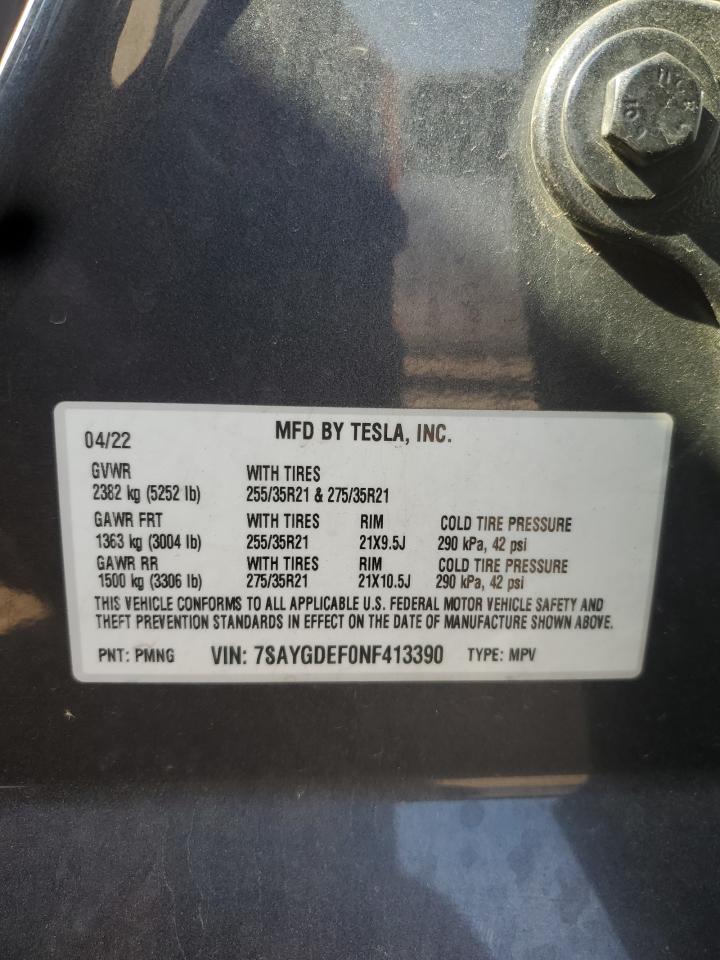 04/22 MFD BY TESLA, INC.
GVWR WITH TIRES
2382 kg (5252 lb) 255/35R21 & 275/35R21
GAWR FRT WITH TIRES RIM COLD TIRE PRESSURE
1363 kg (3004 lb) 255/35R21 21X9.5J 290 kPa, 42 psi
GAWR RR WITH TIRES RIM COLD TIRE PRESSURE
1500 kg (3306 lb) 275/35R21 21X10.5J 290 kPa, 42 psi
THIS VEHICLE CONFORMS TO ALL APPLICABLE U.S. FEDERAL MOTOR VEHICLE SAFETY AND
THEFT PREVENTION STANDARDS IN EFFECT ON THE DATE OF MANUFACTURE SHOWN ABOVE.
PNT: PMNG VIN: 7SAYGDEF0NF413390 TYPE: MPV